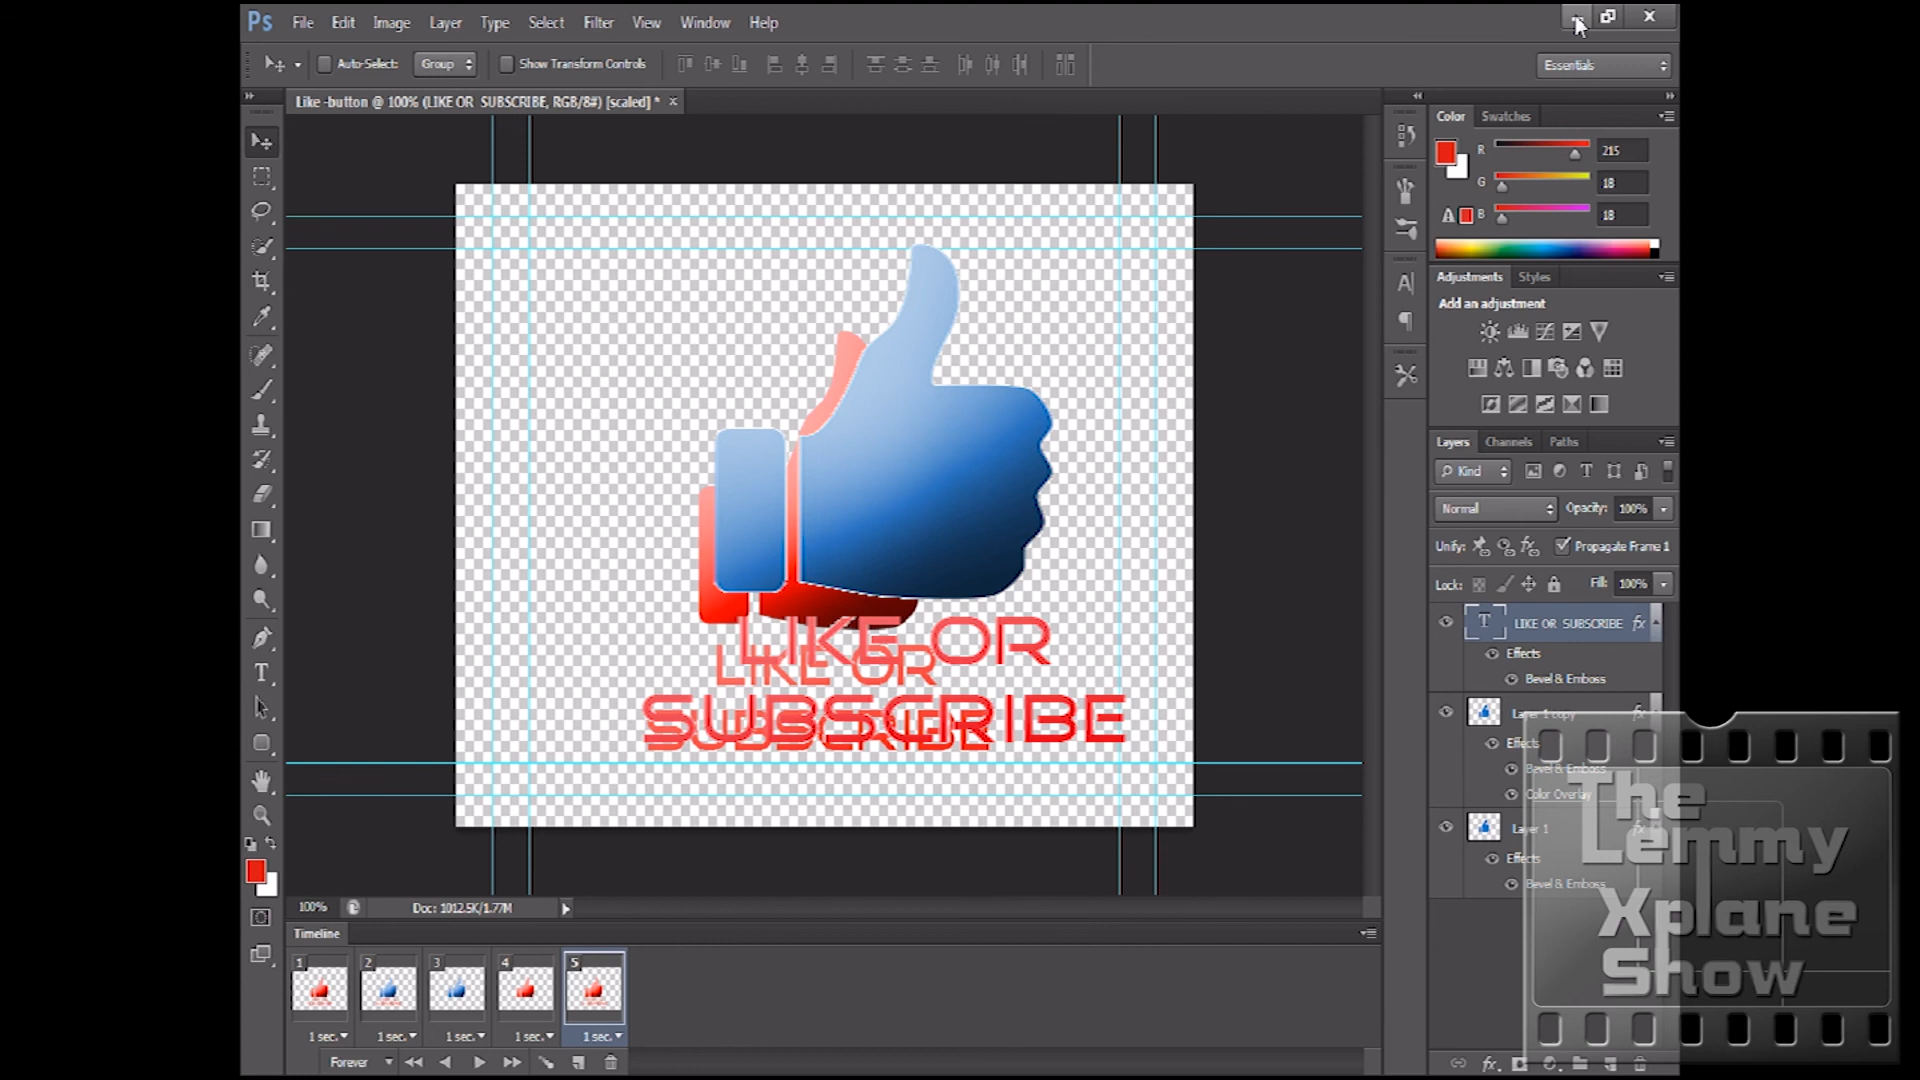 Ps File Edit Image Layer Type Select Filter View Window Help
Auto-Select: Group Show Transform Controls Essentials
Like -button @ 100% (LIKE OR SUBSCRIBE, RGB/8#) [scaled] * x
Color Swatches
R 215
G 18
B 18
Adjustments Styles
Add an adjustment
Layers Channels Paths
Kind
Normal Opacity: 100%
Unify: Propagate Frame 1
Lock: Fill: 100%
LIKE OR SUBSCRIBE fx
Effects
Bevel & Emboss
Layer 1 copy fx
Effects
Bevel & Emboss
Color Overlay
Layer 1 fx
Effects
Bevel & Emboss
LIKE OR
SUBSCRIBE
LIKE OR
SUBSCRIBE
100% Doc: 1012.5K/1.77M
Timeline
1 2 3 4 5
1 sec. 1 sec. 1 sec. 1 sec. 1 sec.
Forever
The
Lemmy
Xplane
Show